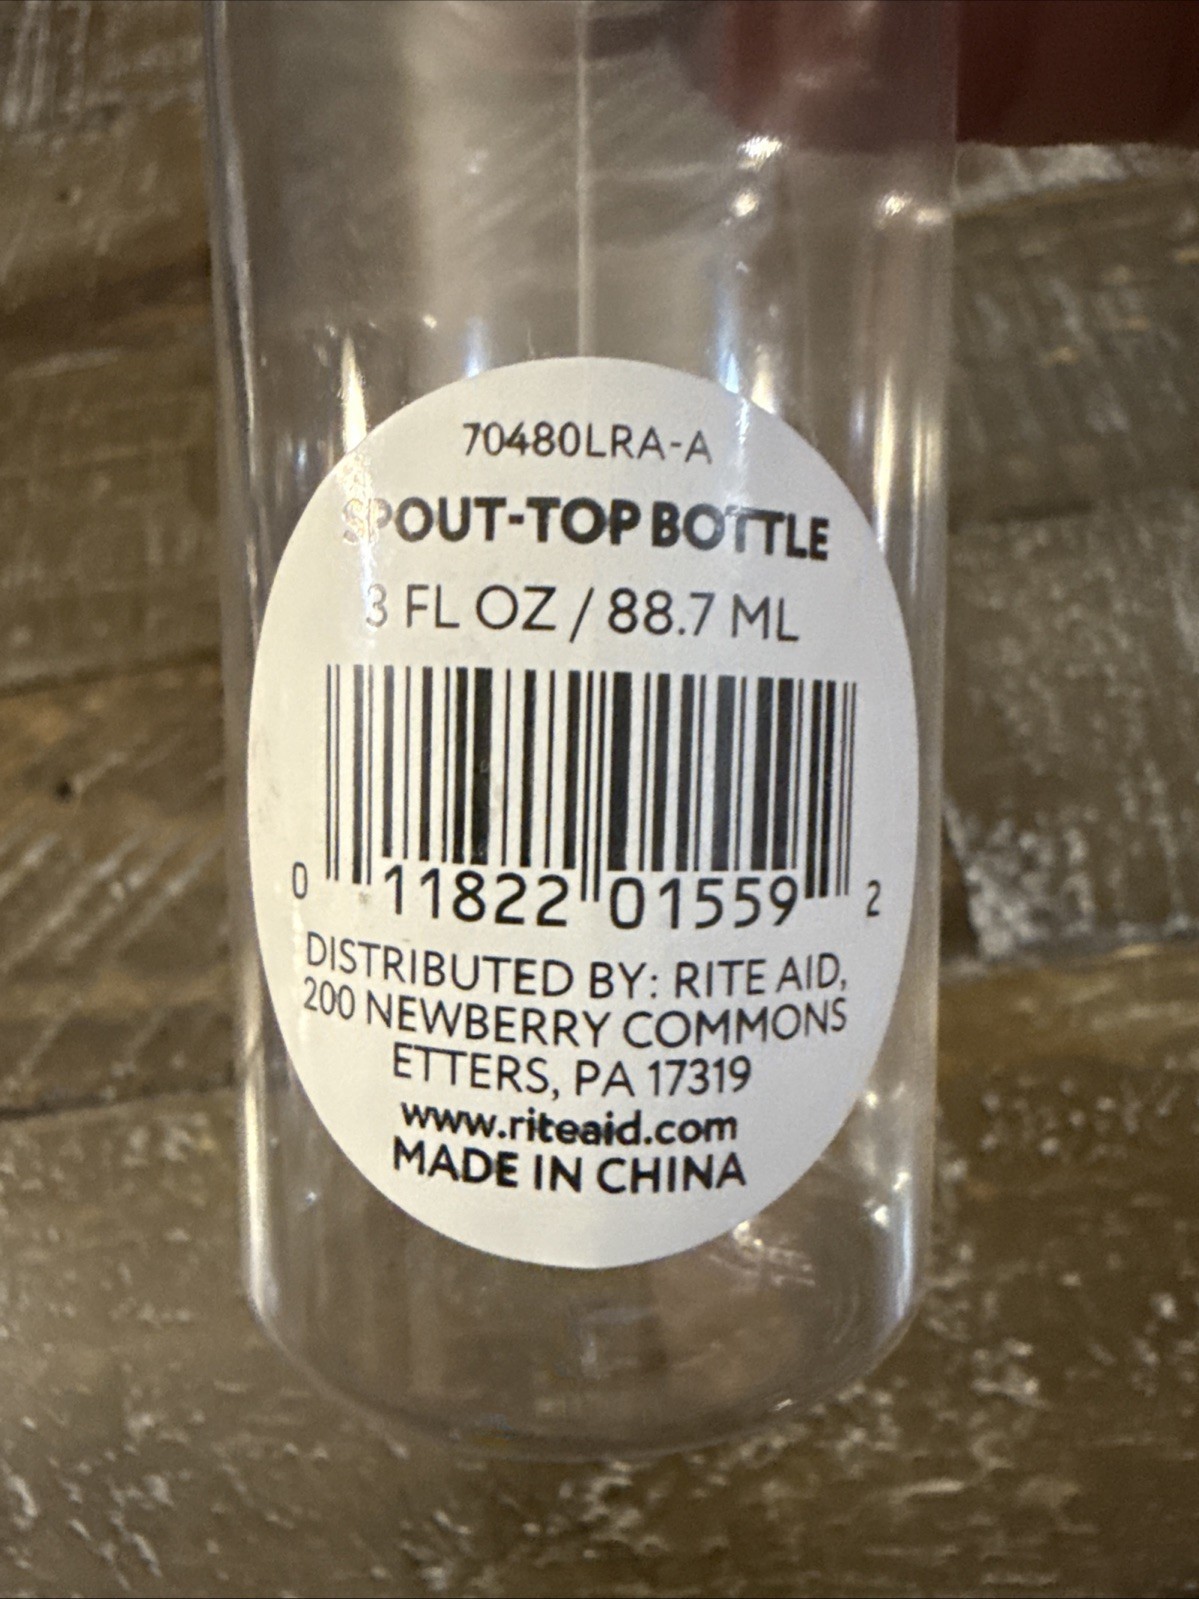 70480LRA-A
SPOUT-TOP BOTTLE
3 FL OZ / 88.7 ML
0 11822 01559 2
DISTRIBUTED BY: RITE AID,
200 NEWBERRY COMMONS
ETTERS, PA 17319
www.riteaid.com
MADE IN CHINA